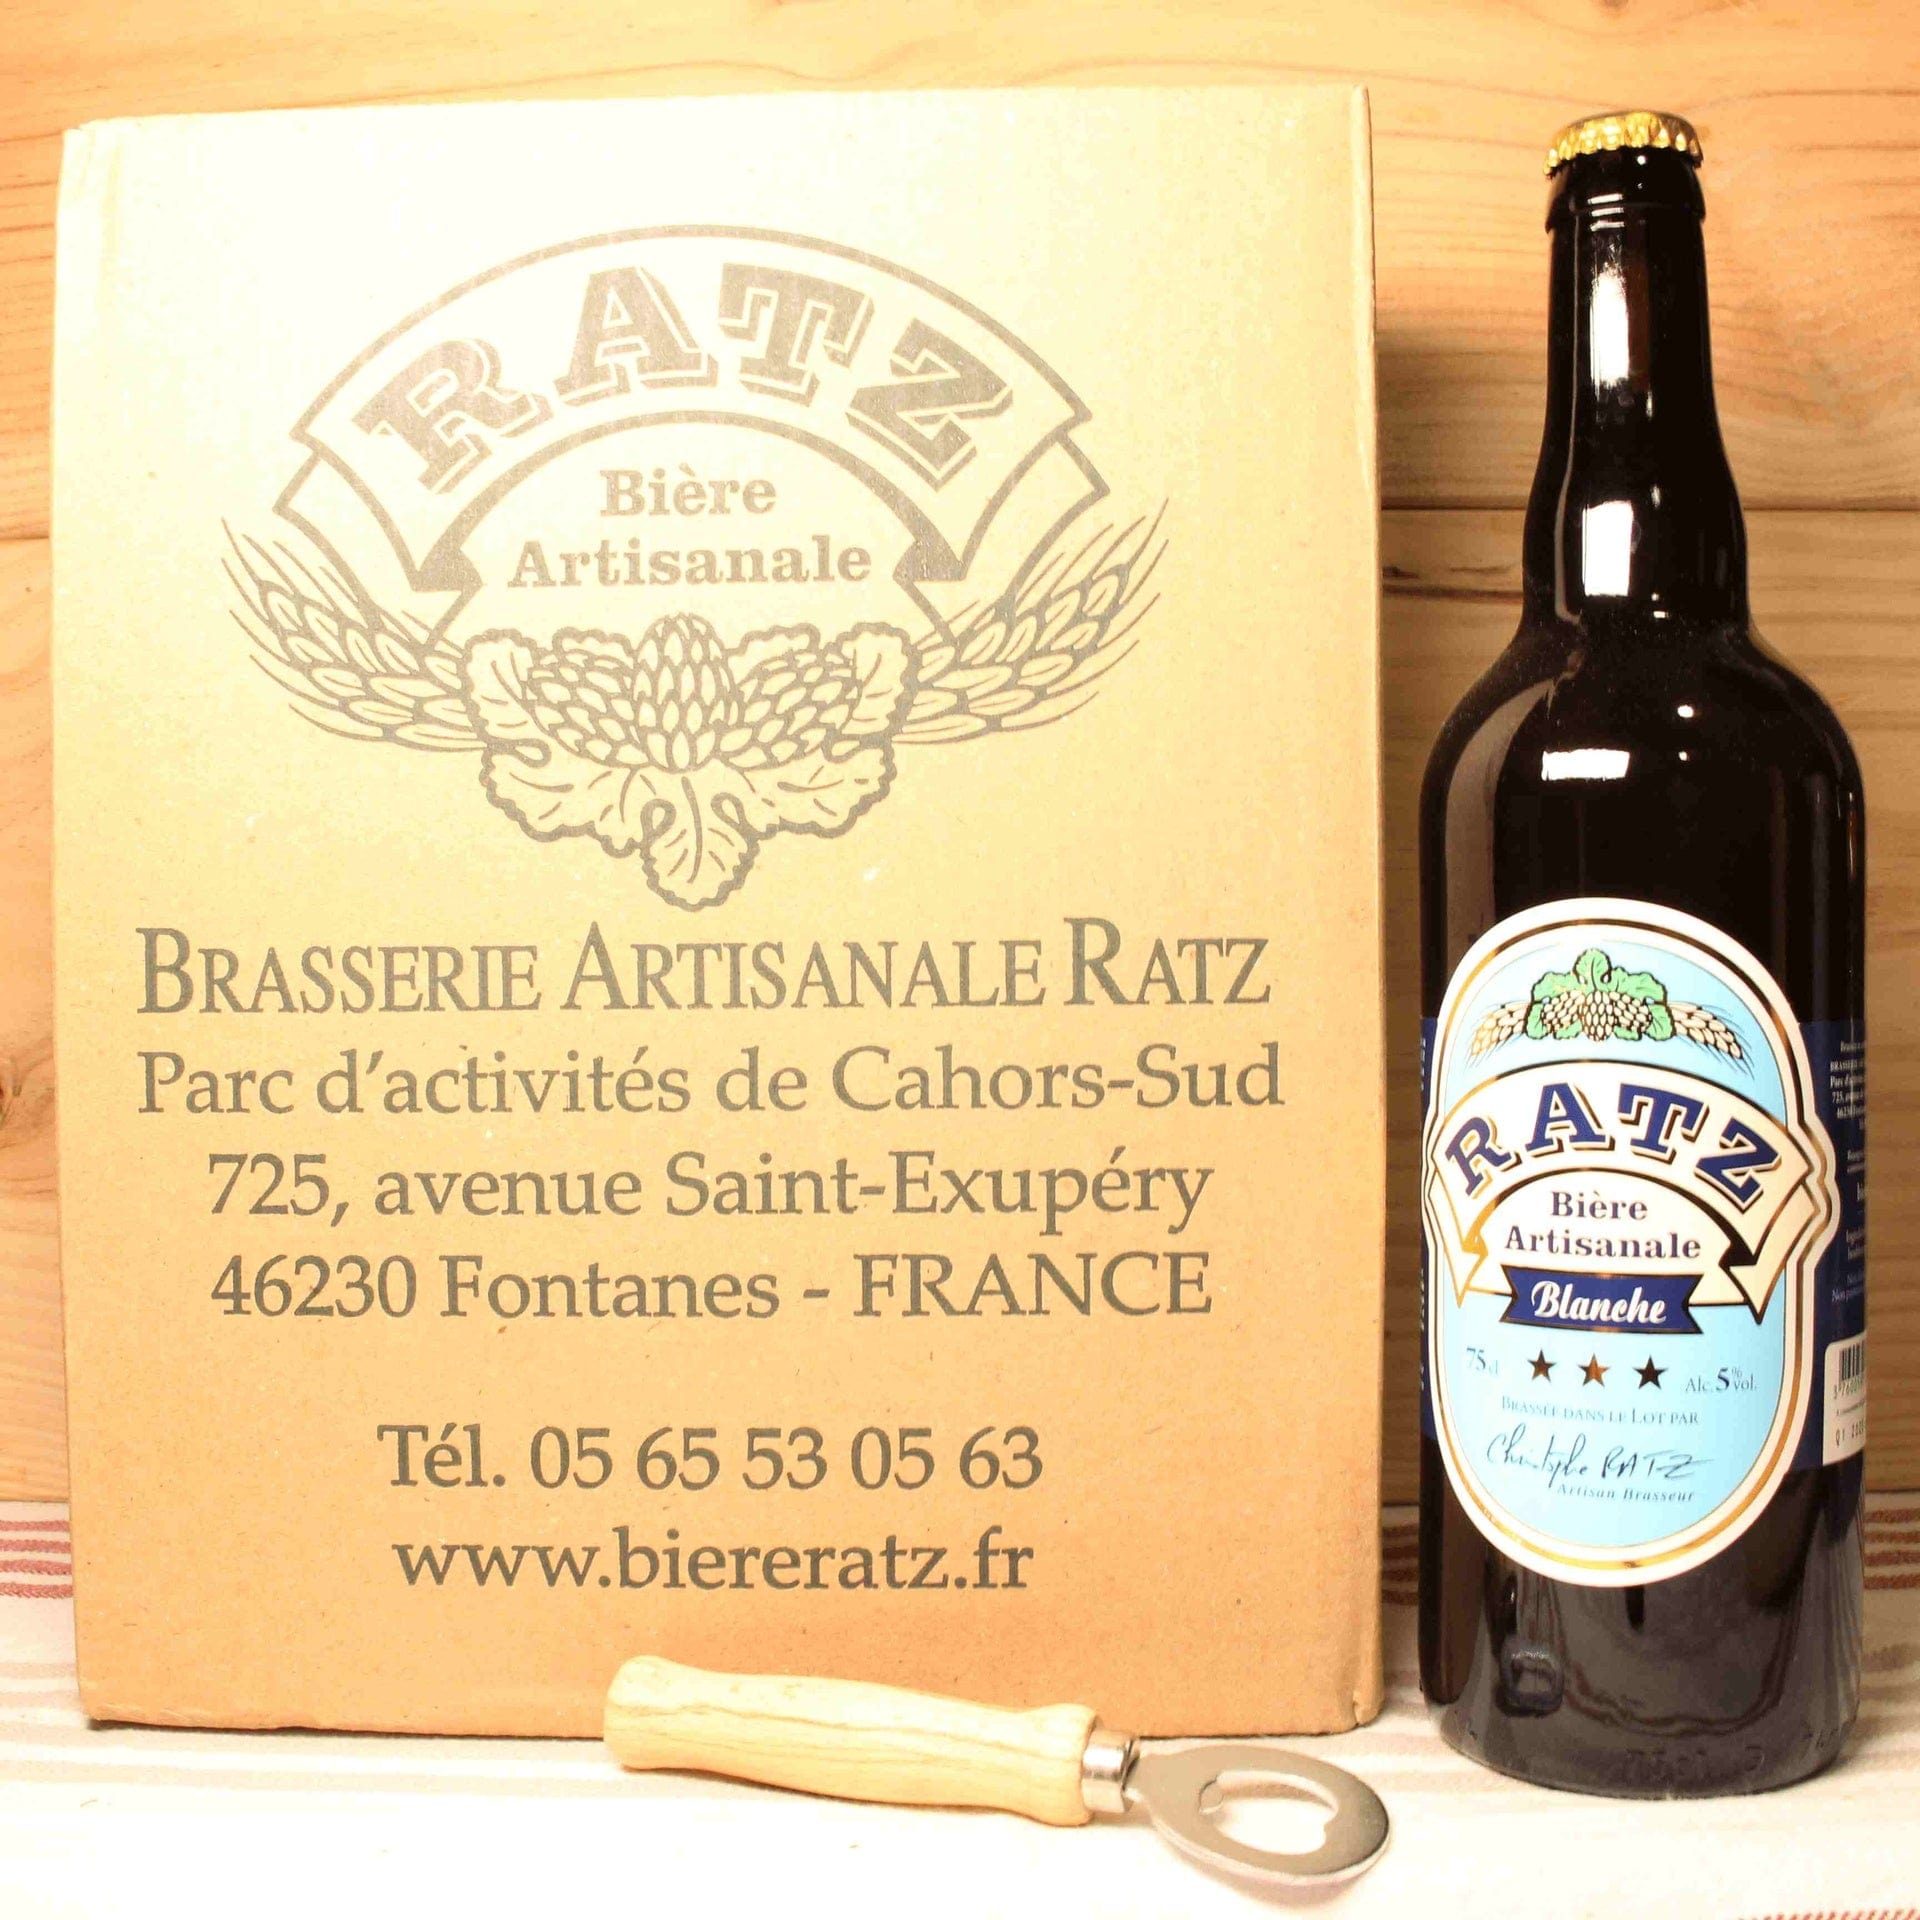 RATZ
Bière
Artisanale
BRASSERIE ARTISANALE RATZ
Parc d'activités de Cahors-Sud
725, avenue Saint-Exupéry
46230 Fontanes - FRANCE
Tél. 05 65 53 05 63
www.biereratz.fr
RATZ
Bière
Artisanale
Blanche
75cl
Alc. 5% vol.
BRASSÉE DANS LE LOT PAR
Christophe RATZ
Artisan Brasseur